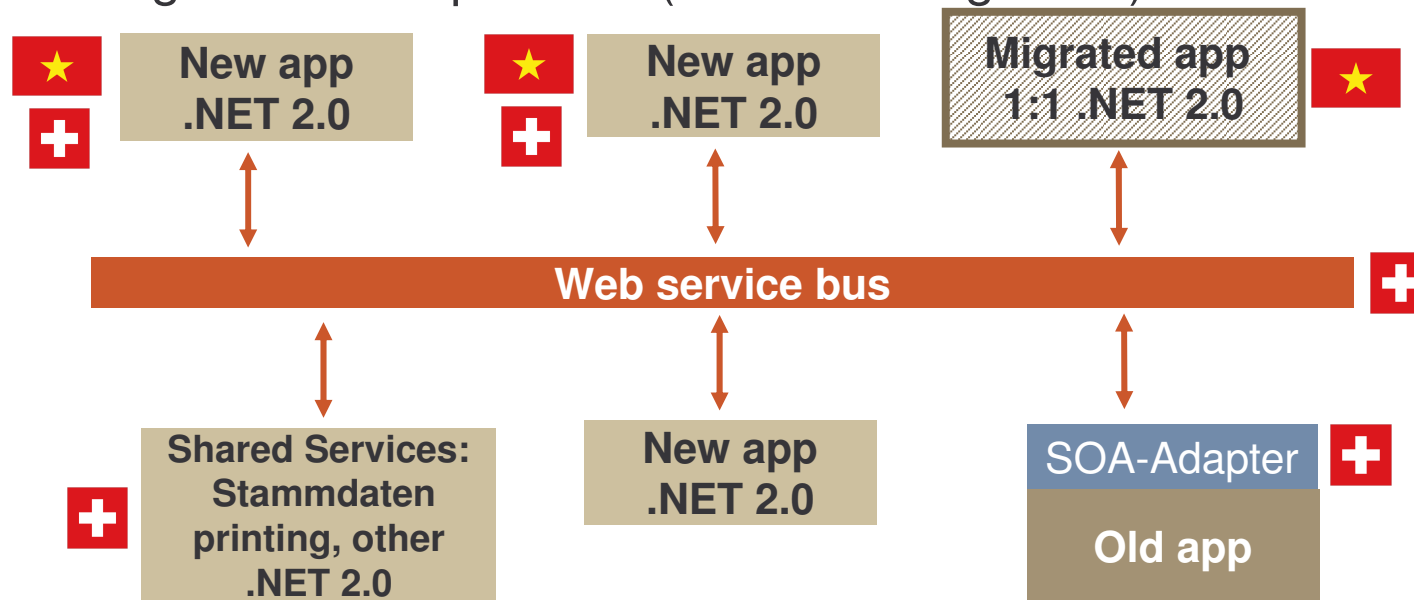 New app
.NET 2.0
New app
.NET 2.0
Migrated app
1:1 .NET 2.0
Web service bus
Shared Services:
Stammdaten
printing, other
.NET 2.0
New app
.NET 2.0
SOA-Adapter
Old app